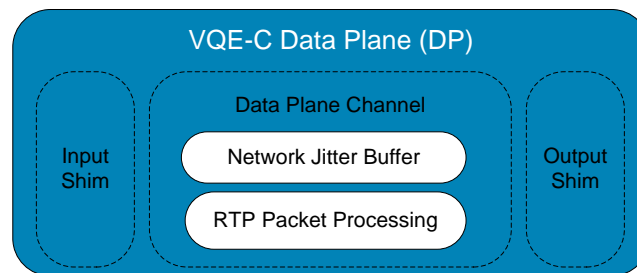 VQE-C Data Plane (DP)
Input
Shim
Data Plane Channel
Network Jitter Buffer
RTP Packet Processing
Output
Shim